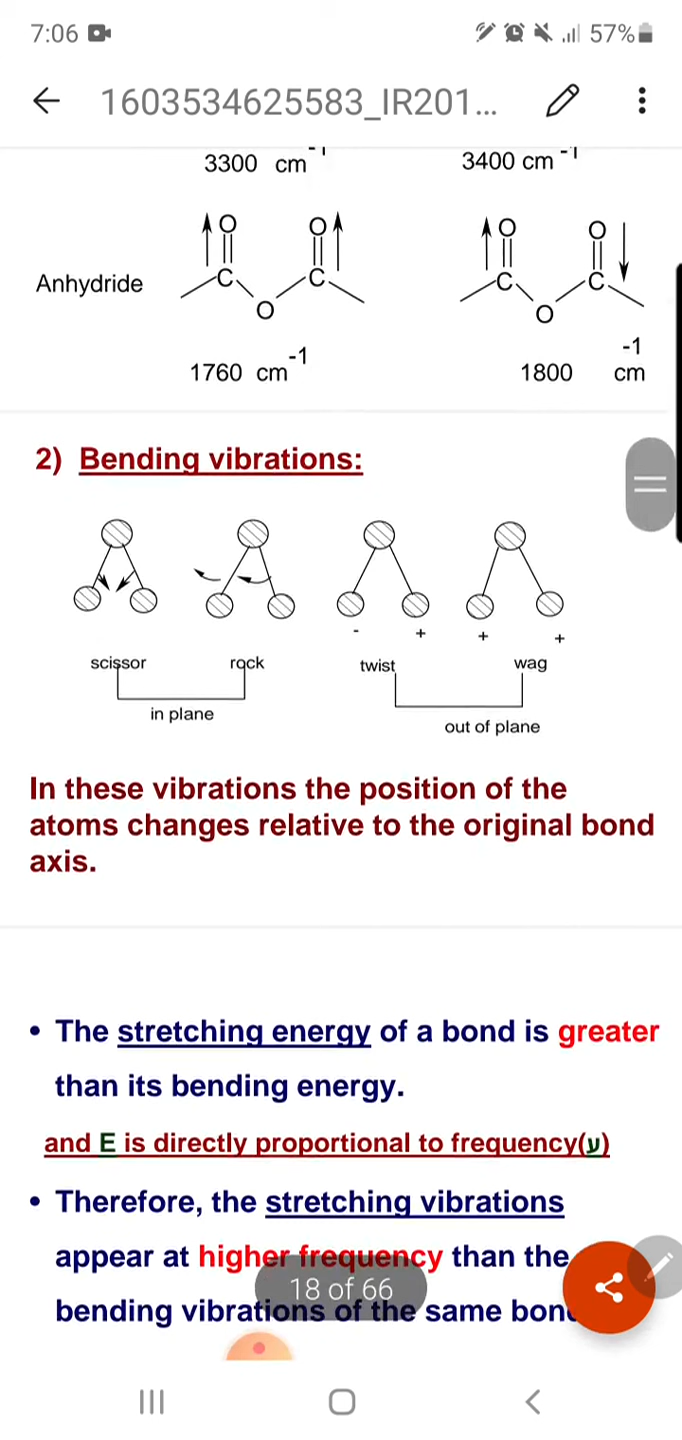 7:06 57%
1603534625583_IR201...
3300 cm-1 3400 cm-1
O O O O
Anhydride C C C C
O O
1760 cm-1 1800 cm-1
2) Bending vibrations:
- + + +
scissor rock twist wag
in plane out of plane
In these vibrations the position of the
atoms changes relative to the original bond
axis.
• The stretching energy of a bond is greater
than its bending energy.
and E is directly proportional to frequency(ט)
• Therefore, the stretching vibrations
appear at higher frequency than the
18 of 66
bending vibrations of the same